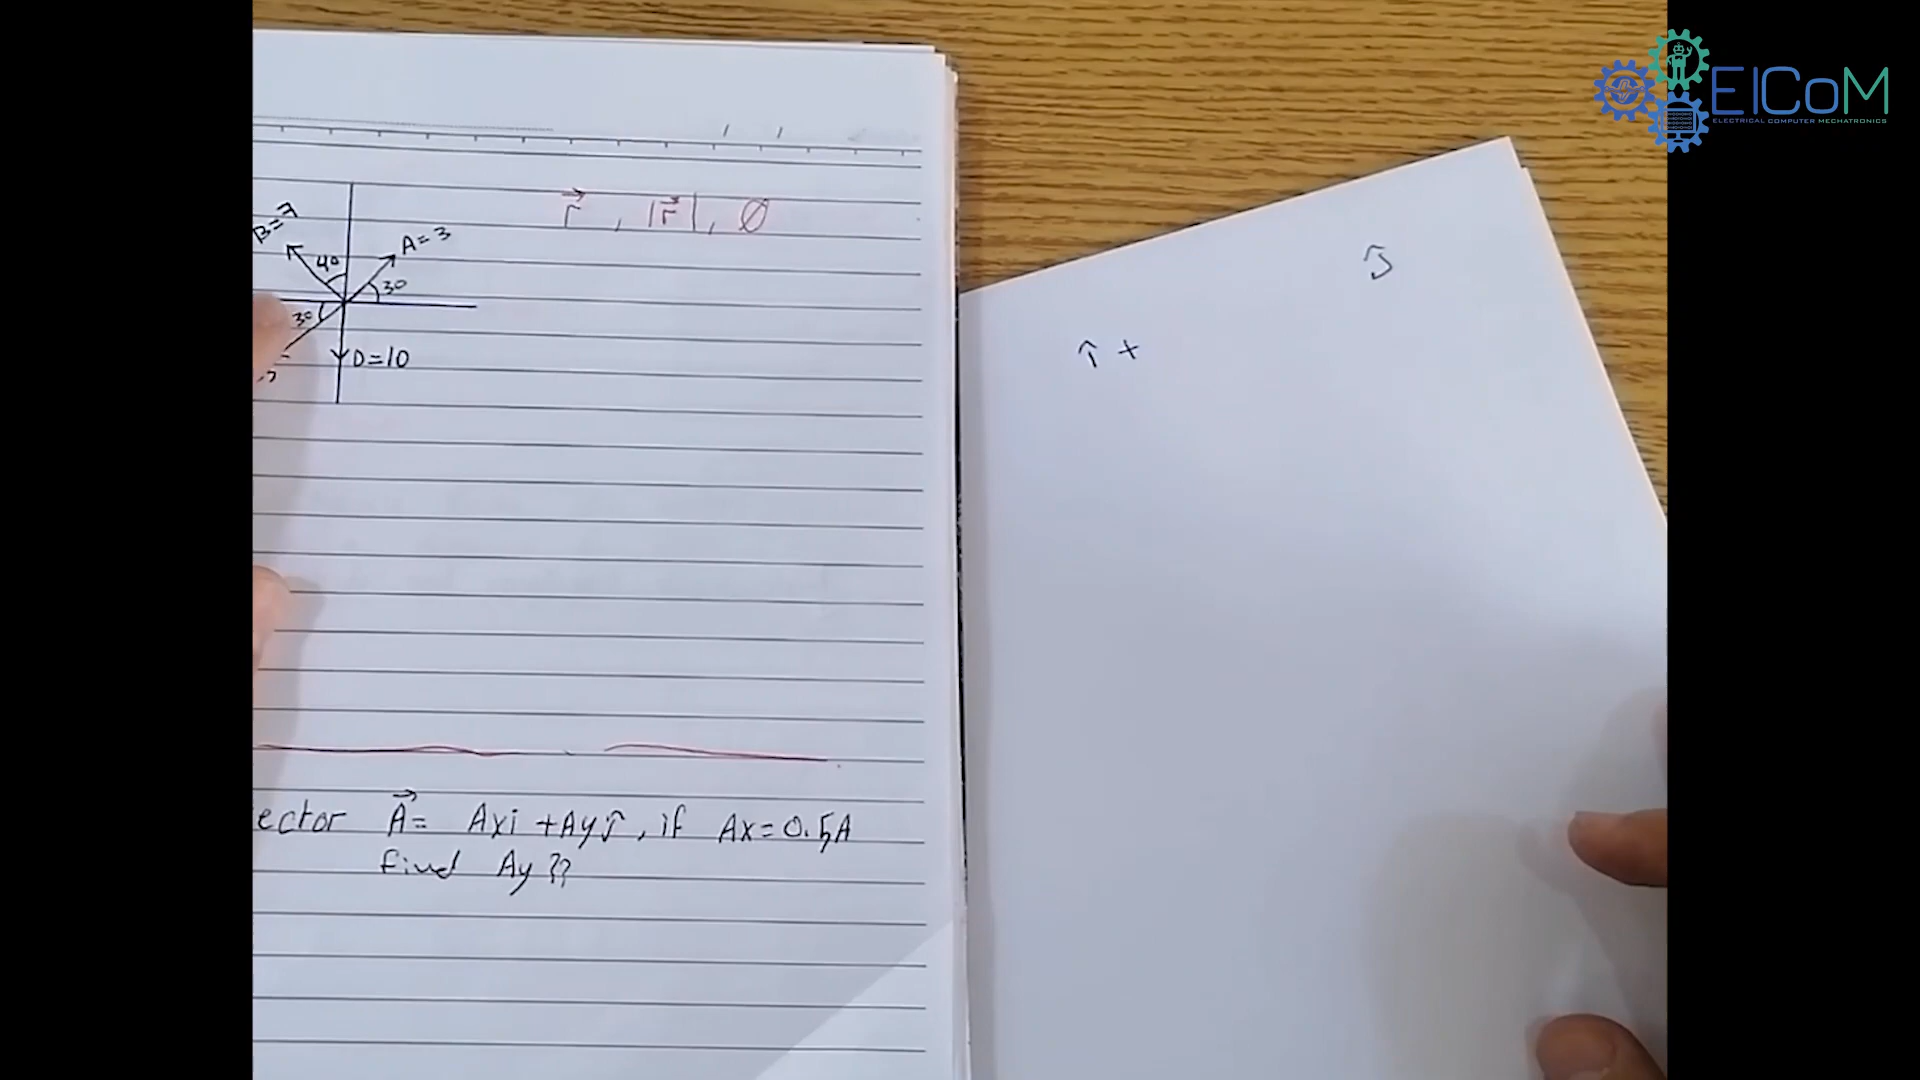 EICoM
ELECTRICAL COMPUTER MECHATRONICS
r⃗ , |r⃗| , Ø
B=7
A=3
40
30
30
D=10
ĵ
î +
ector A⃗ = Axi + Ayĵ , if Ax = 0.5A
find Ay??